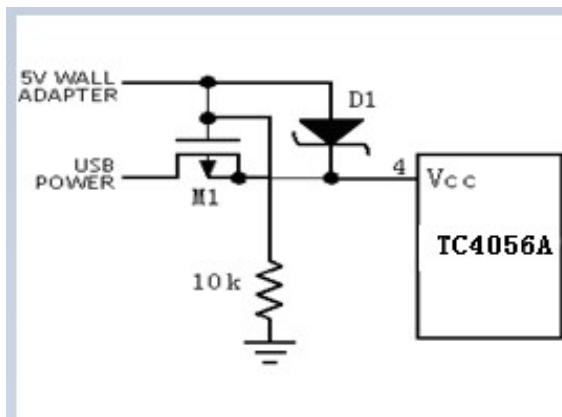 5V WALL
ADAPTER
D1
USB
POWER
M1
4
Vcc
TC4056A
10k